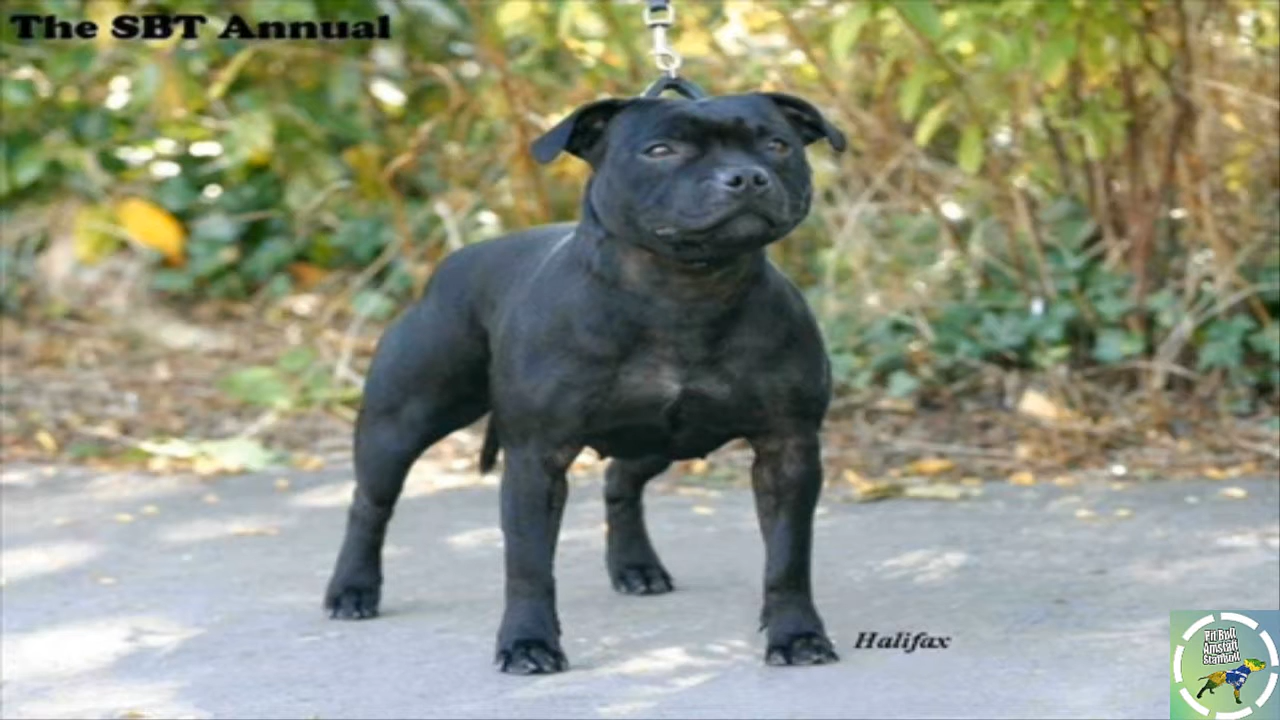 The SBT Annual
Halifax
Pit Bull
Amstaff
Staffbull